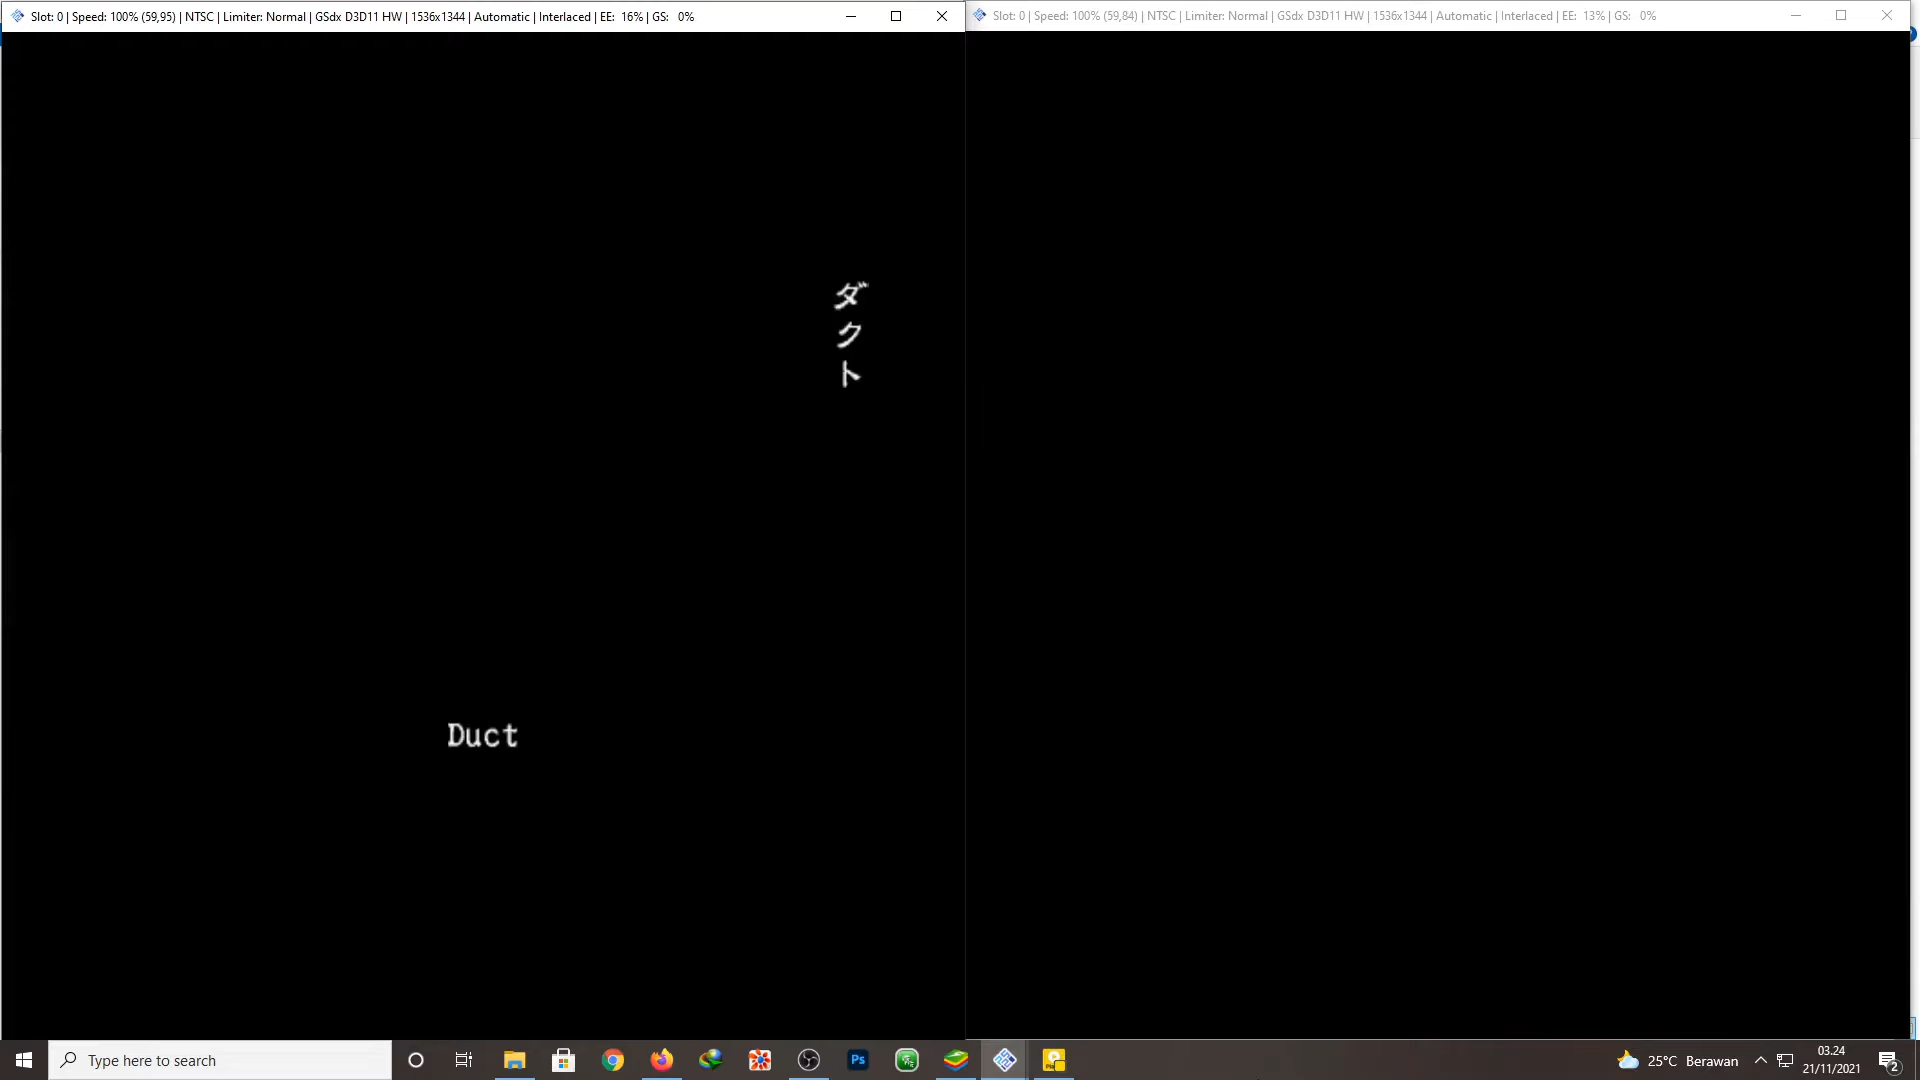 Slot: 0 | Speed: 100% (59,95) | NTSC | Limiter: Normal | GSdx D3D11 HW | 1536x1344 | Automatic | Interlaced | EE: 16% | GS: 0%
Slot: 0 | Speed: 100% (59,84) | NTSC | Limiter: Normal | GSdx D3D11 HW | 1536x1344 | Automatic | Interlaced | EE: 13% | GS: 0%
ダクト
Duct
Type here to search
Ps
25°C Berawan
03.24
21/11/2021
2